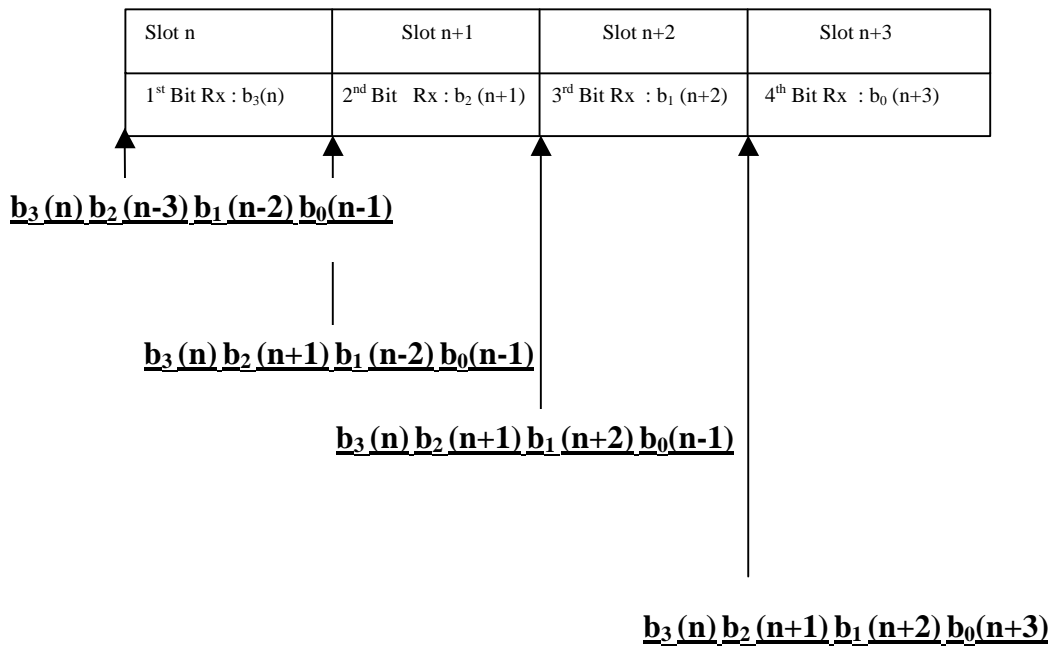 Slot n Slot n+1 Slot n+2 Slot n+3
1st Bit Rx : b3(n) 2nd Bit Rx : b2 (n+1) 3rd Bit Rx : b1 (n+2) 4th Bit Rx : b0 (n+3)
b3 (n) b2 (n-3) b1 (n-2) b0(n-1)
b3 (n) b2 (n+1) b1 (n-2) b0(n-1)
b3 (n) b2 (n+1) b1 (n+2) b0(n-1)
b3 (n) b2 (n+1) b1 (n+2) b0(n+3)